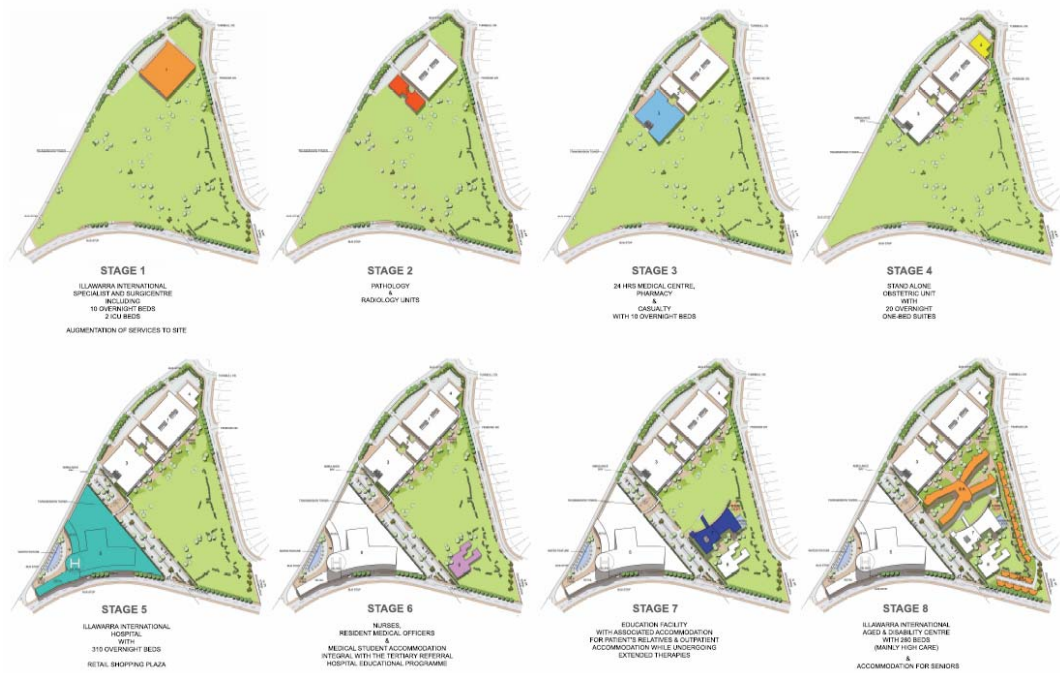 STAGE 1
ILLAWARRA INTERNATIONAL
SPECIALIST AND SURGICENTRE
INCLUDING
10 OVERNIGHT BEDS
2 ICU BEDS
AUGMENTATION OF SERVICES TO SITE
STAGE 2
PATHOLOGY
&
RADIOLOGY UNITS
STAGE 3
24 HRS MEDICAL CENTRE,
PHARMACY
&
CASUALTY
WITH 10 OVERNIGHT BEDS
STAGE 4
STAND ALONE
OBSTETRIC UNIT
WITH
20 OVERNIGHT
ONE-BED SUITES
STAGE 5
ILLAWARRA INTERNATIONAL
HOSPITAL
WITH
310 OVERNIGHT BEDS
RETAIL SHOPPING PLAZA
STAGE 6
NURSES,
RESIDENT MEDICAL OFFICERS
&
MEDICAL STUDENT ACCOMMODATION
INTEGRAL WITH THE TERTIARY REFERRAL
HOSPITAL EDUCATIONAL PROGRAMME
STAGE 7
EDUCATION FACILITY
WITH ASSOCIATED ACCOMMODATION
FOR PATIENT'S RELATIVES & OUTPATIENT
ACCOMMODATION WHILE UNDERGOING
EXTENDED THERAPIES
STAGE 8
ILLAWARRA INTERNATIONAL
AGED & DISABILITY CENTRE
WITH 260 BEDS
(MAINLY HIGH CARE)
&
ACCOMMODATION FOR SENIORS